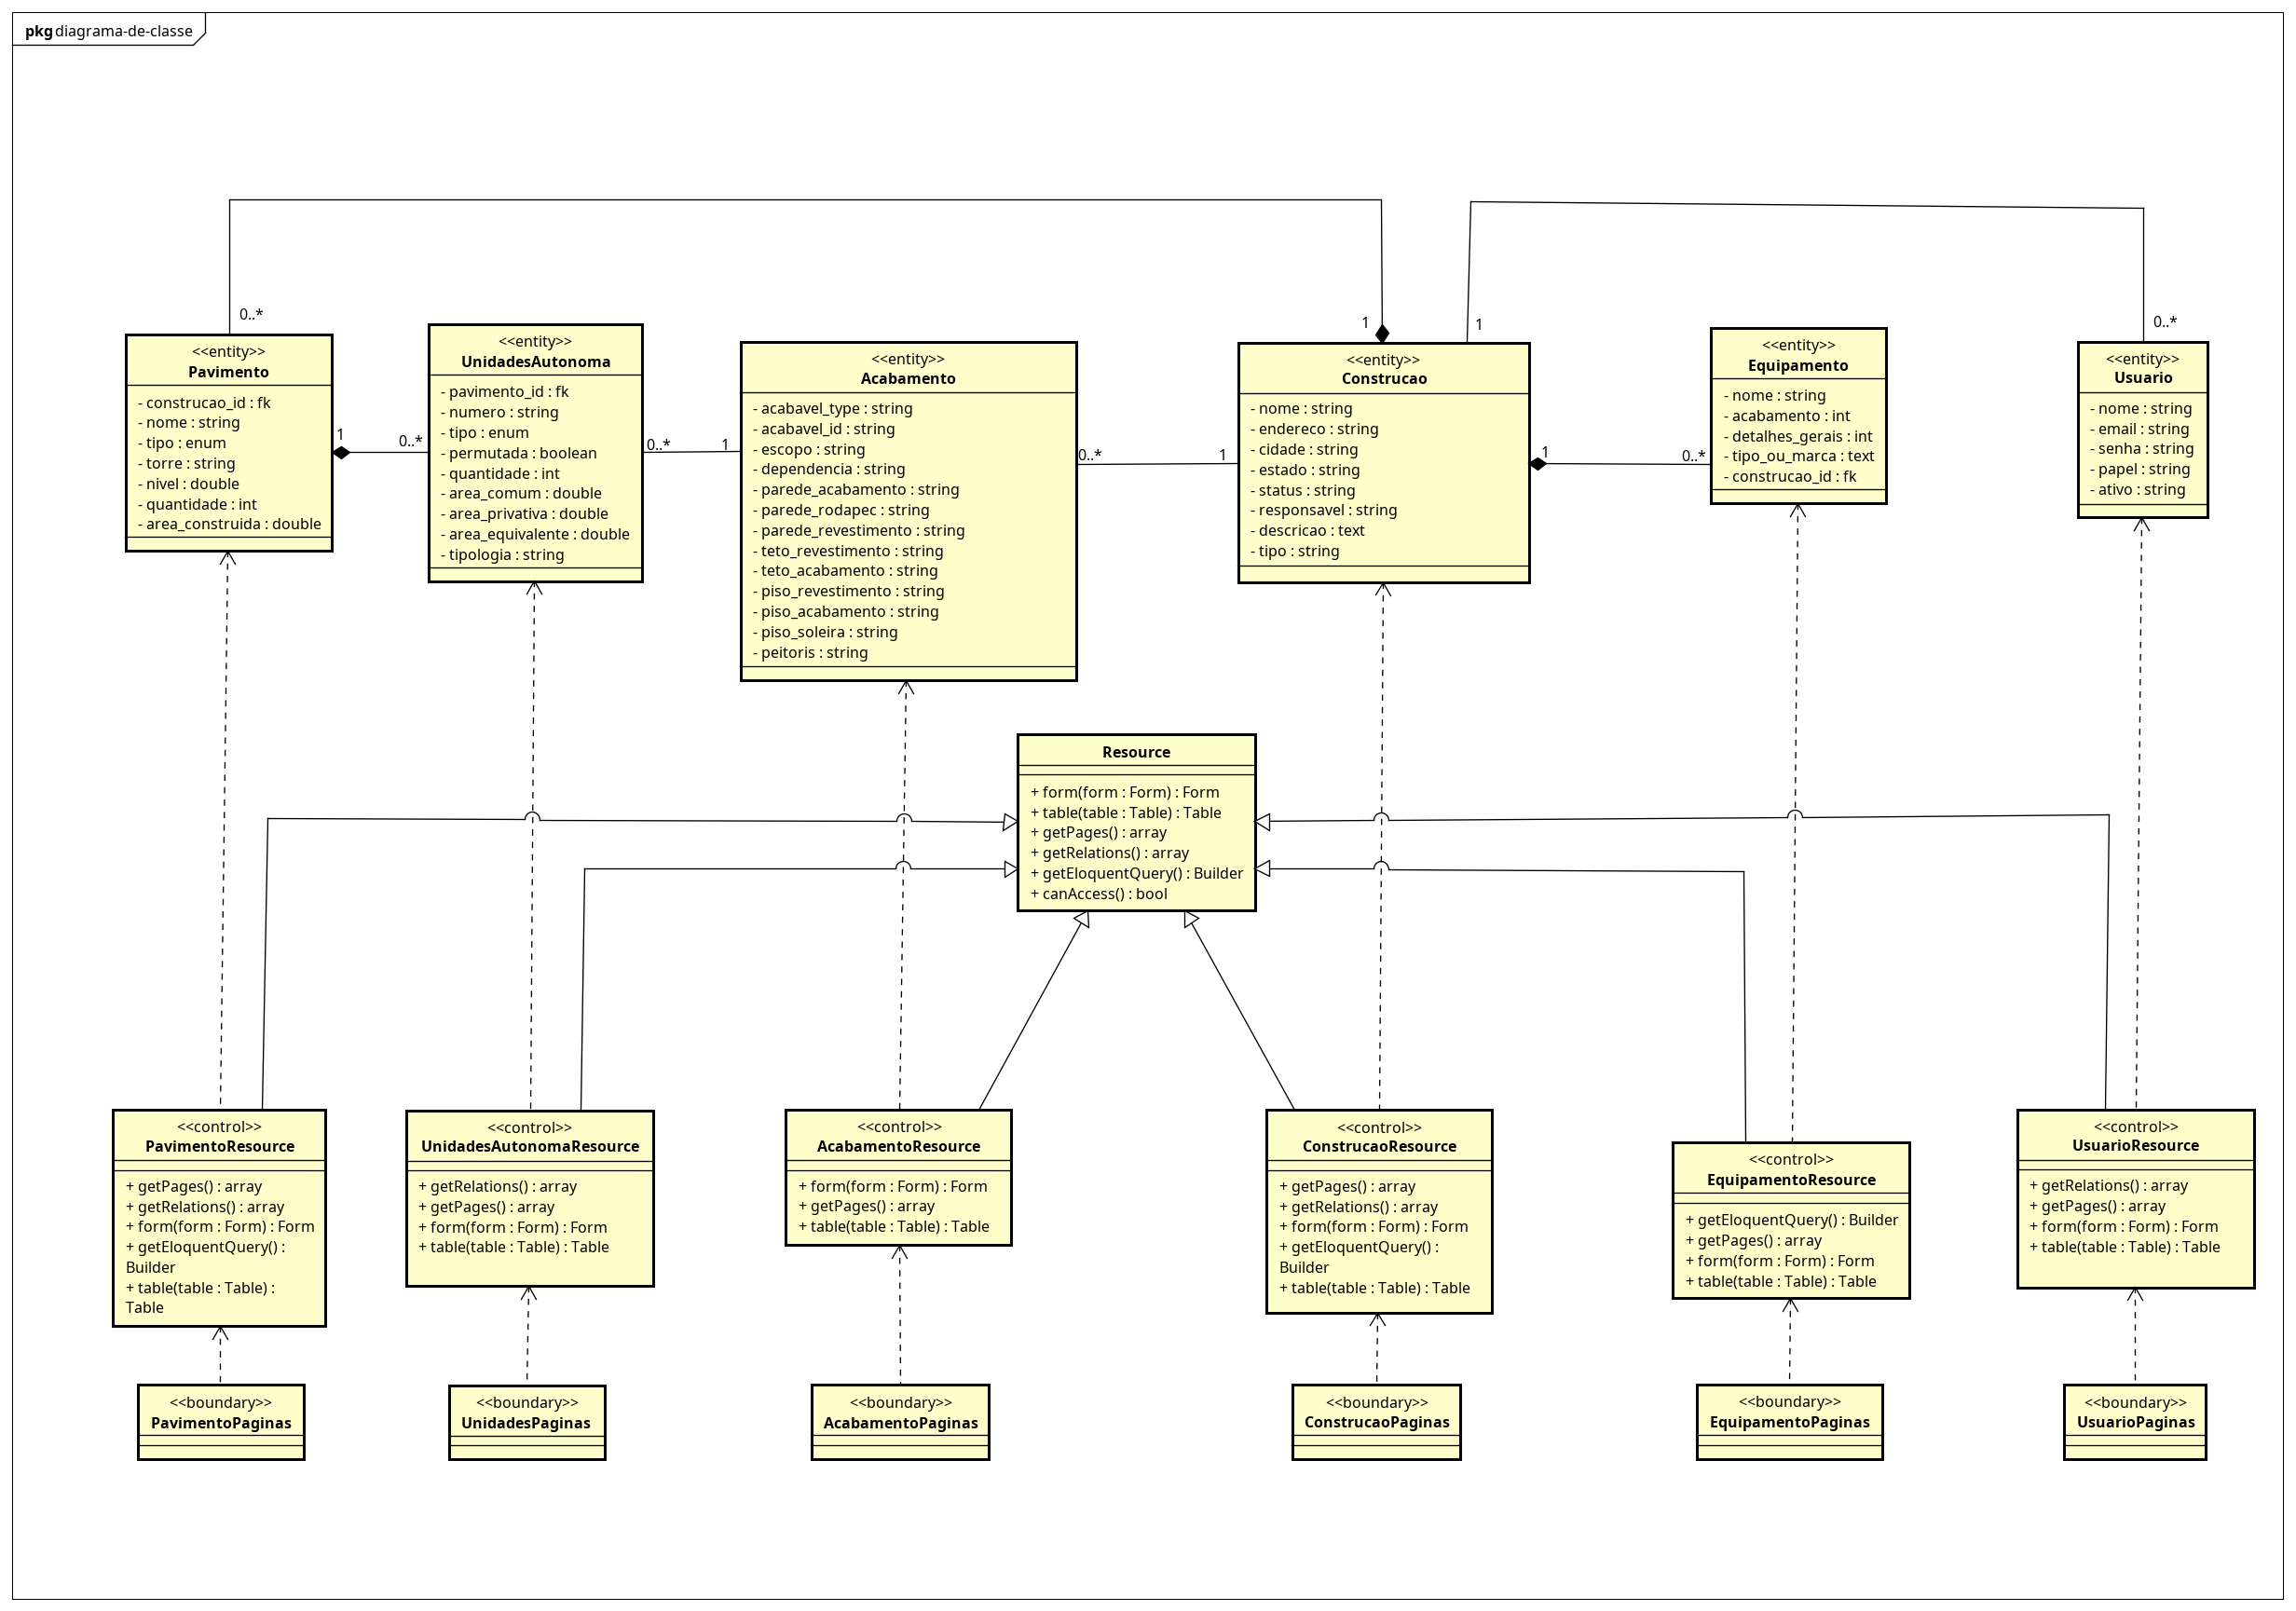 pkg diagrama-de-classe
0..*
1
1
0..*
<<entity>>
Pavimento
- construcao_id : fk
- nome : string
- tipo : enum
- torre : string
- nivel : double
- quantidade : int
- area_construida : double
1
0..*
<<entity>>
UnidadesAutonoma
- pavimento_id : fk
- numero : string
- tipo : enum
- permutada : boolean
- quantidade : int
- area_comum : double
- area_privativa : double
- area_equivalente : double
- tipologia : string
0..*
1
<<entity>>
Acabamento
- acabavel_type : string
- acabavel_id : string
- escopo : string
- dependencia : string
- parede_acabamento : string
- parede_rodapec : string
- parede_revestimento : string
- teto_revestimento : string
- teto_acabamento : string
- piso_revestimento : string
- piso_acabamento : string
- piso_soleira : string
- peitoris : string
0..*
1
<<entity>>
Construcao
- nome : string
- endereco : string
- cidade : string
- estado : string
- status : string
- responsavel : string
- descricao : text
- tipo : string
1
0..*
<<entity>>
Equipamento
- nome : string
- acabamento : int
- detalhes_gerais : int
- tipo_ou_marca : text
- construcao_id : fk
<<entity>>
Usuario
- nome : string
- email : string
- senha : string
- papel : string
- ativo : string
Resource
+ form(form : Form) : Form
+ table(table : Table) : Table
+ getPages() : array
+ getRelations() : array
+ getEloquentQuery() : Builder
+ canAccess() : bool
<<control>>
PavimentoResource
+ getPages() : array
+ getRelations() : array
+ form(form : Form) : Form
+ getEloquentQuery() :
Builder
+ table(table : Table) :
Table
<<control>>
UnidadesAutonomaResource
+ getRelations() : array
+ getPages() : array
+ form(form : Form) : Form
+ table(table : Table) : Table
<<control>>
AcabamentoResource
+ form(form : Form) : Form
+ getPages() : array
+ table(table : Table) : Table
<<control>>
ConstrucaoResource
+ getPages() : array
+ getRelations() : array
+ form(form : Form) : Form
+ getEloquentQuery() :
Builder
+ table(table : Table) : Table
<<control>>
EquipamentoResource
+ getEloquentQuery() : Builder
+ getPages() : array
+ form(form : Form) : Form
+ table(table : Table) : Table
<<control>>
UsuarioResource
+ getRelations() : array
+ getPages() : array
+ form(form : Form) : Form
+ table(table : Table) : Table
<<boundary>>
PavimentoPaginas
<<boundary>>
UnidadesPaginas
<<boundary>>
AcabamentoPaginas
<<boundary>>
ConstrucaoPaginas
<<boundary>>
EquipamentoPaginas
<<boundary>>
UsuarioPaginas